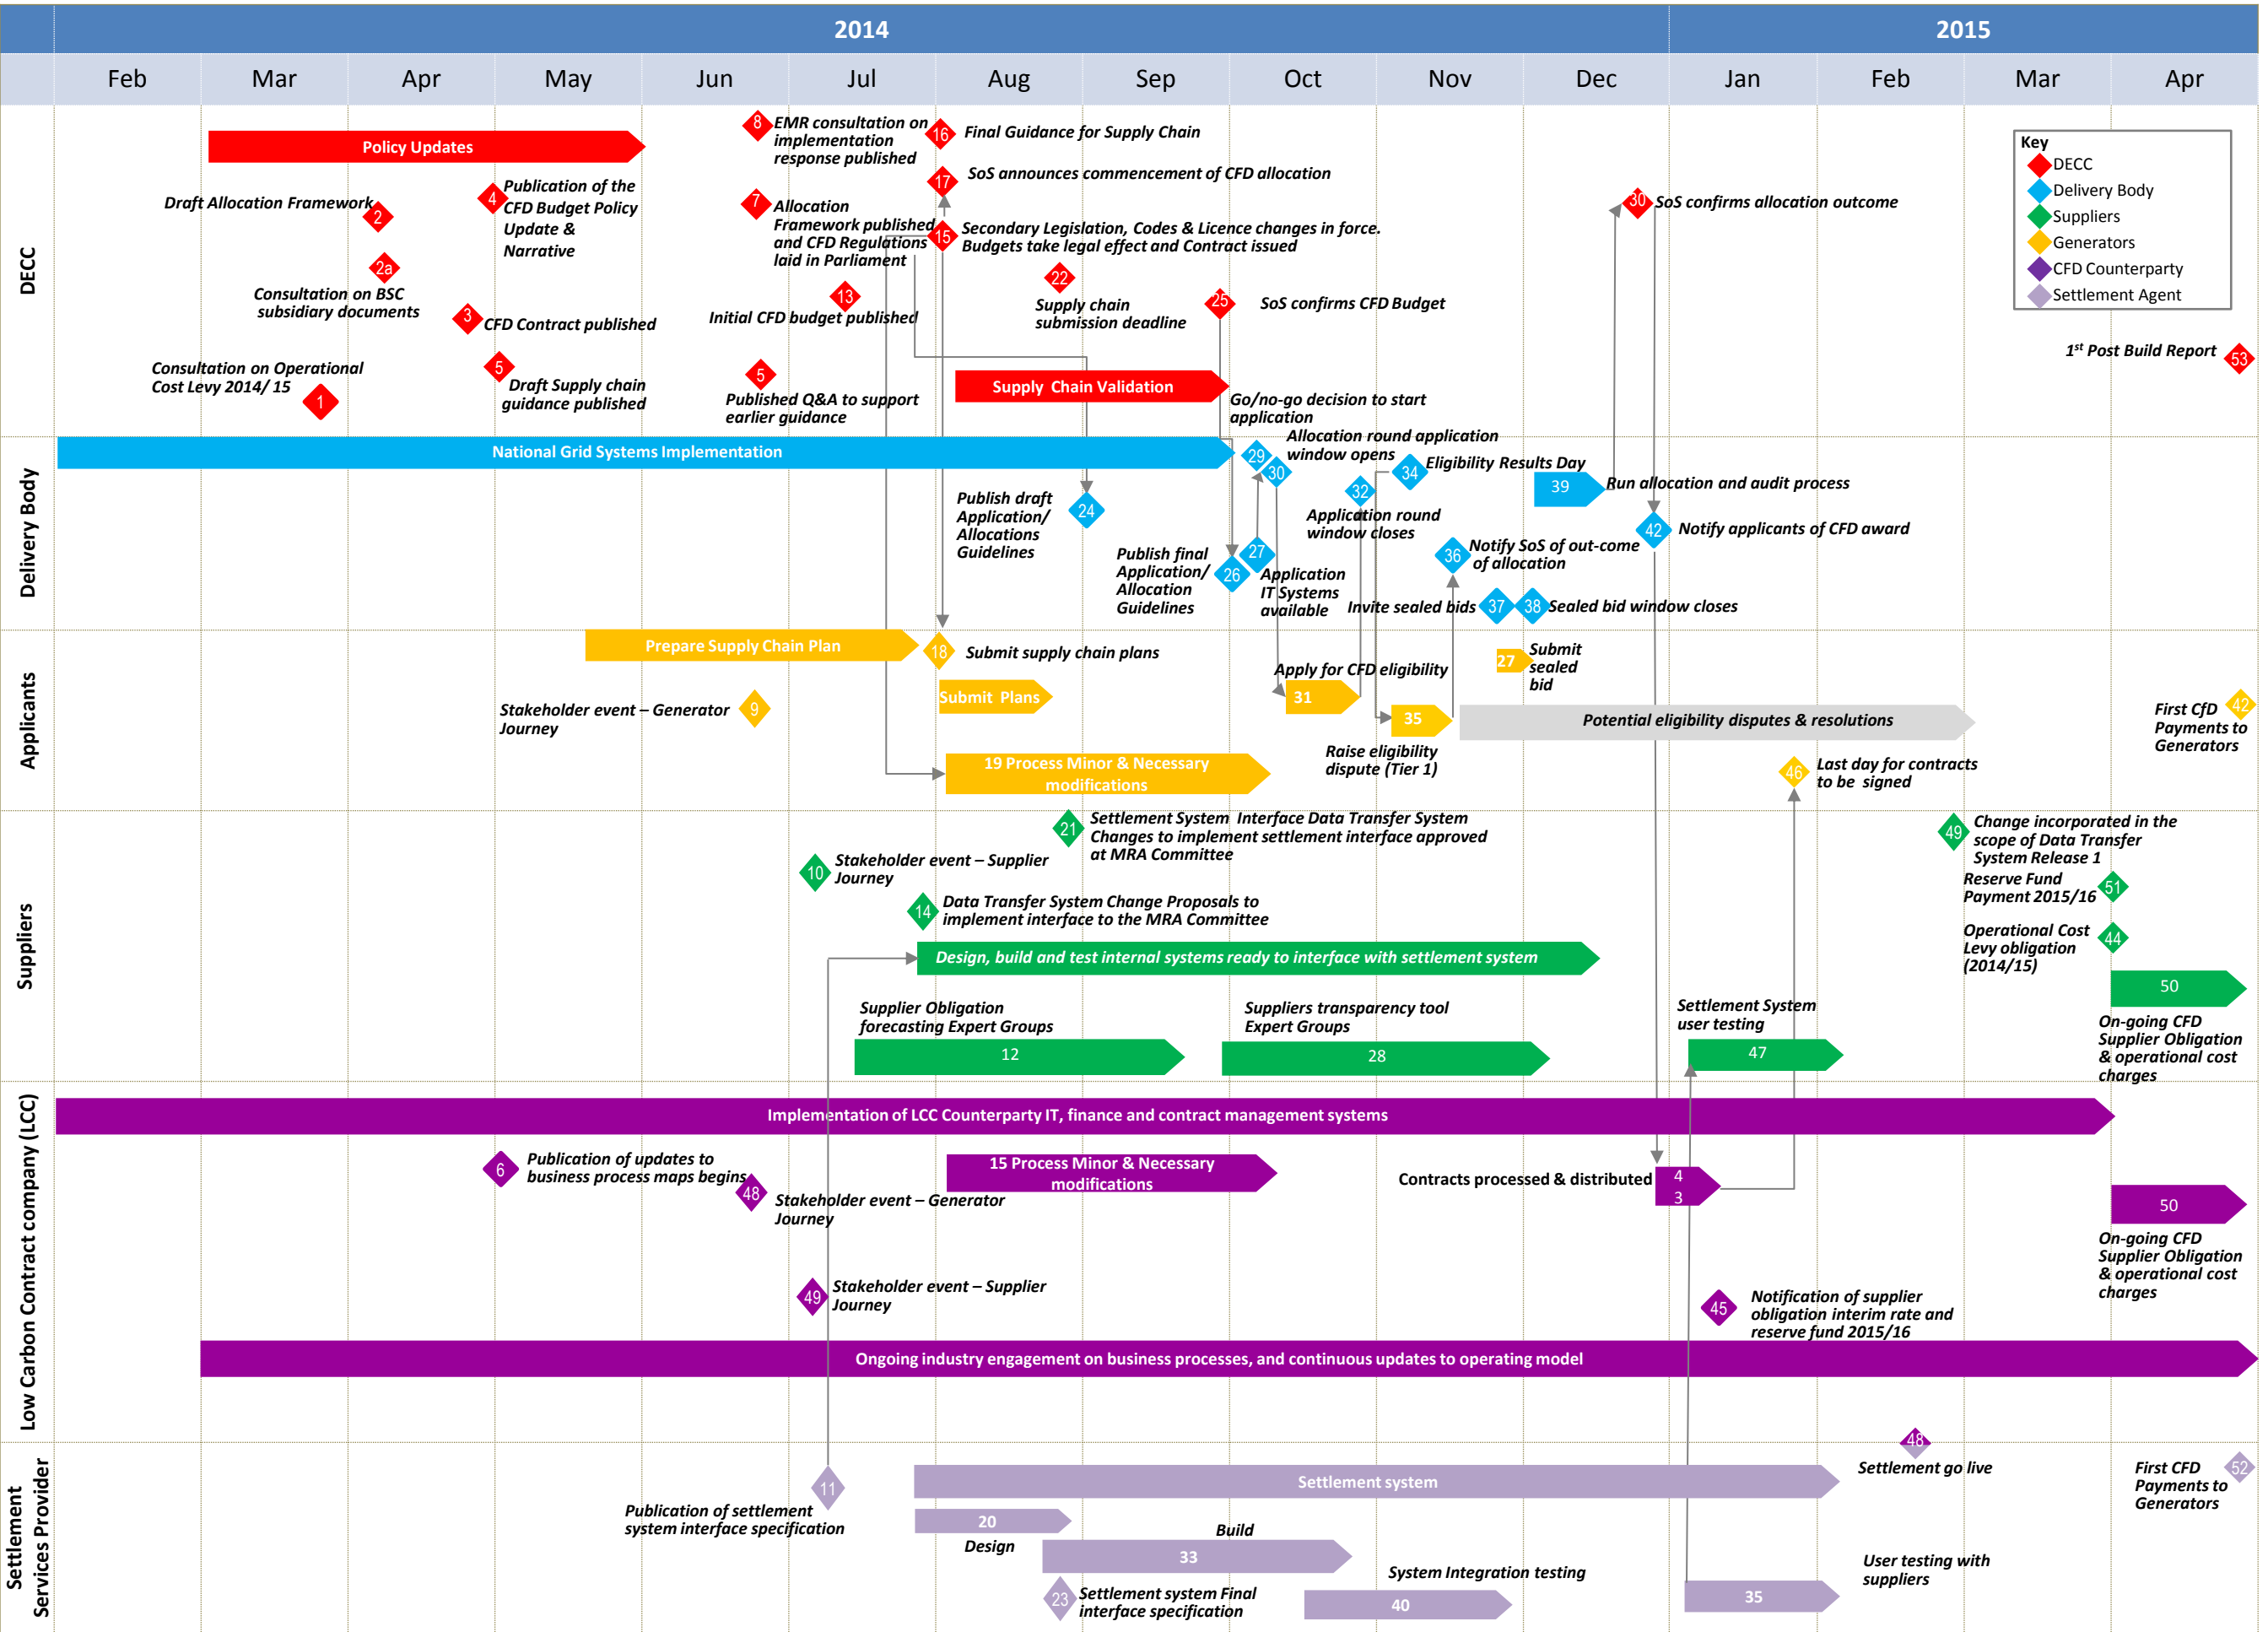 2014
2015
Feb
Mar
Apr
May
Jun
Jul
Aug
Sep
Oct
Nov
Dec
Jan
Feb
Mar
Apr
DECC
Policy Updates
Draft Allocation Framework
2
2a
Consultation on BSC
subsidiary documents
3
CFD Contract published
Consultation on Operational
Cost Levy 2014/ 15
1
4
Publication of the
CFD Budget Policy
Update &
Narrative
5
Draft Supply chain
guidance published
8
EMR consultation on
implementation
response published
7
Allocation
Framework published
and CFD Regulations
laid in Parliament
13
Initial CFD budget published
5
Published Q&A to support
earlier guidance
16
Final Guidance for Supply Chain
17
SoS announces commencement of CFD allocation
15
Secondary Legislation, Codes & Licence changes in force.
Budgets take legal effect and Contract issued
22
Supply chain
submission deadline
25
SoS confirms CFD Budget
Supply Chain Validation
Go/no-go decision to start
application
30
SoS confirms allocation outcome
Key
DECC
Delivery Body
Suppliers
Generators
CFD Counterparty
Settlement Agent
1st Post Build Report
53
Delivery Body
National Grid Systems Implementation
29
30
Allocation round application
window opens
34
Eligibility Results Day
32
Application round
window closes
39
Run allocation and audit process
Publish draft
Application/
Allocations
Guidelines
24
Publish final
Application/
Allocation
Guidelines
26
27
Application
IT Systems
available
36
Notify SoS of out-come
of allocation
42
Notify applicants of CFD award
Invite sealed bids
37
38
Sealed bid window closes
Applicants
Prepare Supply Chain Plan
18
Submit supply chain plans
Stakeholder event – Generator
Journey
9
Submit Plans
Apply for CFD eligibility
31
27
Submit
sealed
bid
35
Raise eligibility
dispute (Tier 1)
Potential eligibility disputes & resolutions
19 Process Minor & Necessary
modifications
46
Last day for contracts
to be signed
First CfD
Payments to
Generators
42
Suppliers
21
Settlement System Interface Data Transfer System
Changes to implement settlement interface approved
at MRA Committee
10
Stakeholder event – Supplier
Journey
14
Data Transfer System Change Proposals to
implement interface to the MRA Committee
Design, build and test internal systems ready to interface with settlement system
Supplier Obligation
forecasting Expert Groups
12
Suppliers transparency tool
Expert Groups
28
Settlement System
user testing
47
49
Change incorporated in the
scope of Data Transfer
System Release 1
Reserve Fund
Payment 2015/16
51
Operational Cost
Levy obligation
(2014/15)
44
50
On-going CFD
Supplier Obligation
& operational cost
charges
Low Carbon Contract company (LCC)
Implementation of LCC Counterparty IT, finance and contract management systems
6
Publication of updates to
business process maps begins
48
Stakeholder event – Generator
Journey
15 Process Minor & Necessary
modifications
Contracts processed & distributed
4
3
50
On-going CFD
Supplier Obligation
& operational cost
charges
49
Stakeholder event – Supplier
Journey
45
Notification of supplier
obligation interim rate and
reserve fund 2015/16
Ongoing industry engagement on business processes, and continuous updates to operating model
Settlement
Services Provider
48
Settlement go live
11
Publication of settlement
system interface specification
Settlement system
20
Design
Build
33
23
Settlement system Final
interface specification
System Integration testing
40
35
User testing with
suppliers
First CFD
Payments to
Generators
52